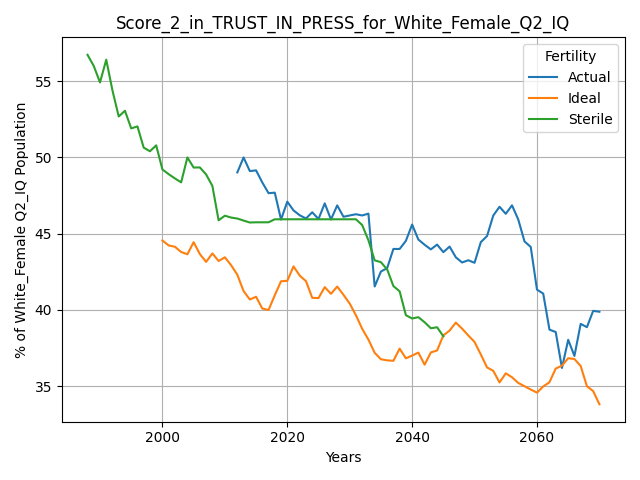 Score_2_in_TRUST_IN_PRESS_for_White_Female_Q2_IQ
Fertility
Actual
Ideal
Sterile
% of White_Female Q2_IQ Population
55
50
45
40
35
2000
2020
2040
2060
Years